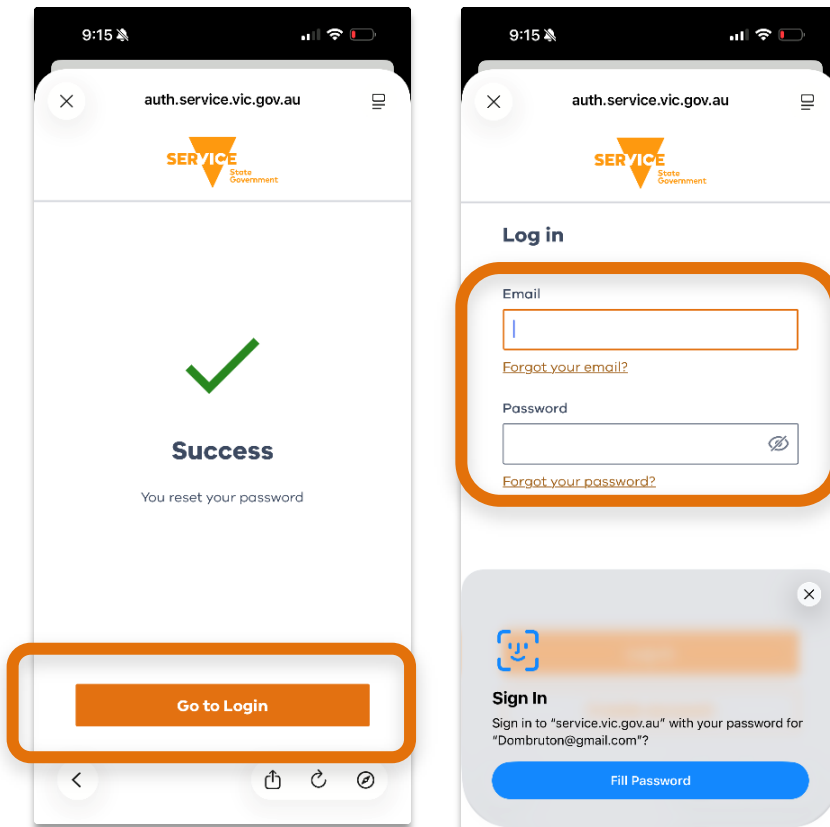 9:15
auth.service.vic.gov.au
SERVICE
State
Government
Success
You reset your password
Go to Login
9:15
auth.service.vic.gov.au
SERVICE
State
Government
Log in
Email
Forgot your email?
Password
Forgot your password?
Sign In
Sign in to “service.vic.gov.au” with your password for
“Dombruton@gmail.com”?
Fill Password